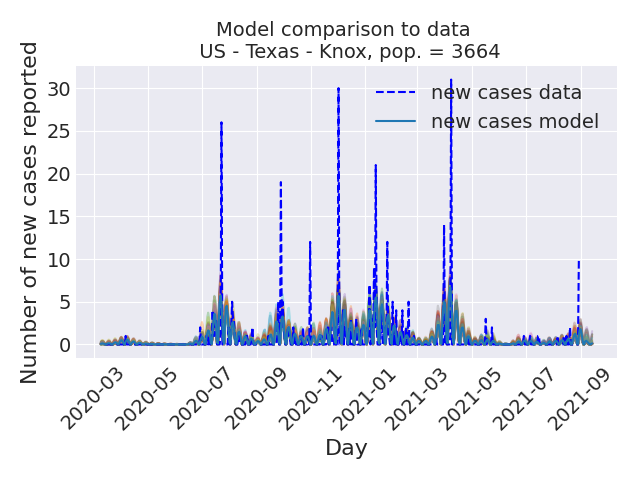 Model comparison to data
US - Texas - Knox, pop. = 3664
Number of new cases reported
30
25
20
15
10
5
0
new cases data
new cases model
2020-03
2020-05
2020-07
2020-09
2020-11
2021-01
2021-03
2021-05
2021-07
2021-09
Day